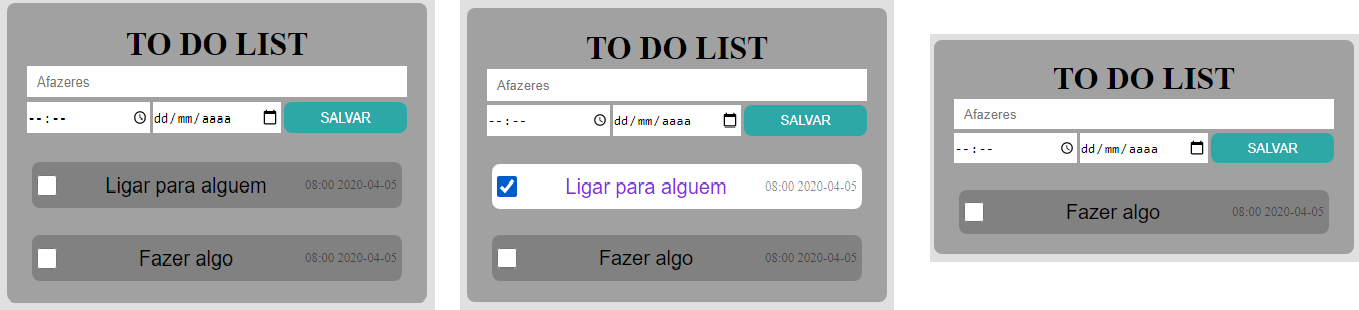 TO DO LIST
Afazeres
--:-- dd/mm/aaaa SALVAR
Ligar para alguem 08:00 2020-04-05
Fazer algo 08:00 2020-04-05
TO DO LIST
Afazeres
--:-- dd/mm/aaaa SALVAR
Ligar para alguem 08:00 2020-04-05
Fazer algo 08:00 2020-04-05
TO DO LIST
Afazeres
--:-- dd/mm/aaaa SALVAR
Fazer algo 08:00 2020-04-05